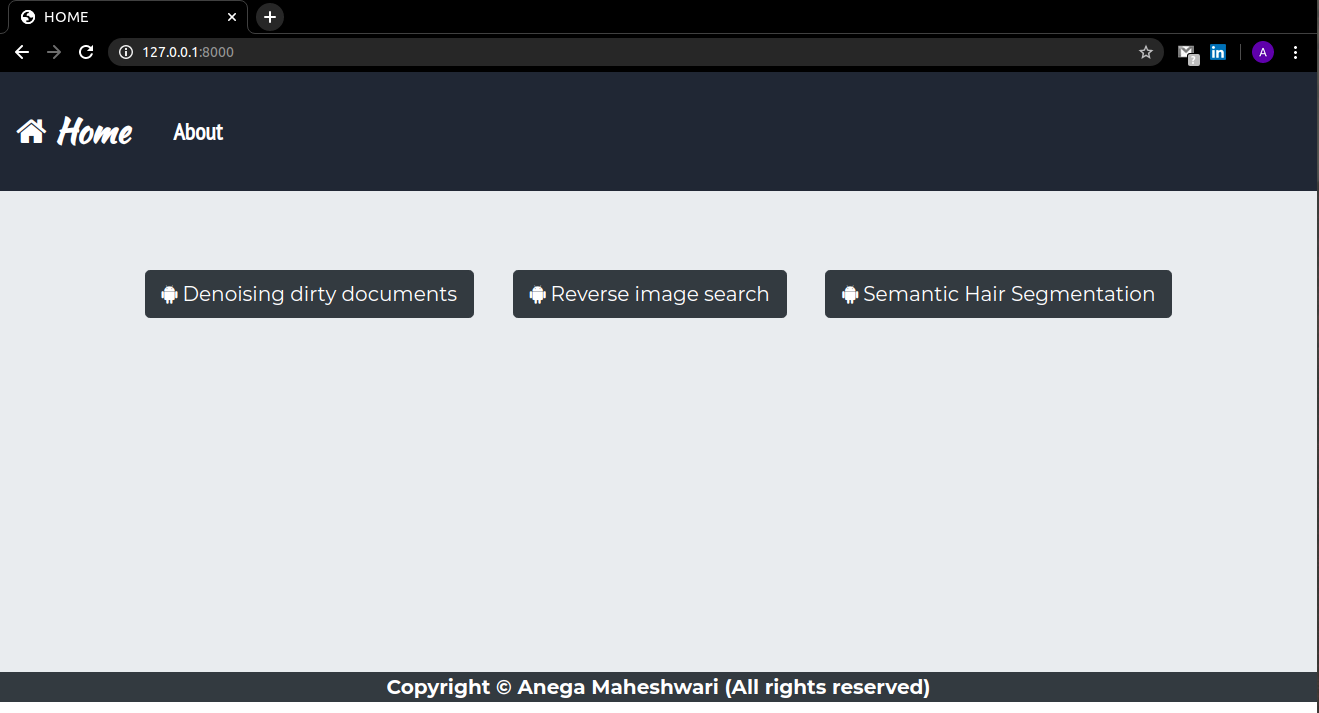 HOME
127.0.0.1:8000
?
in
A
Home
About
Denoising dirty documents
Reverse image search
Semantic Hair Segmentation
Copyright © Anega Maheshwari (All rights reserved)